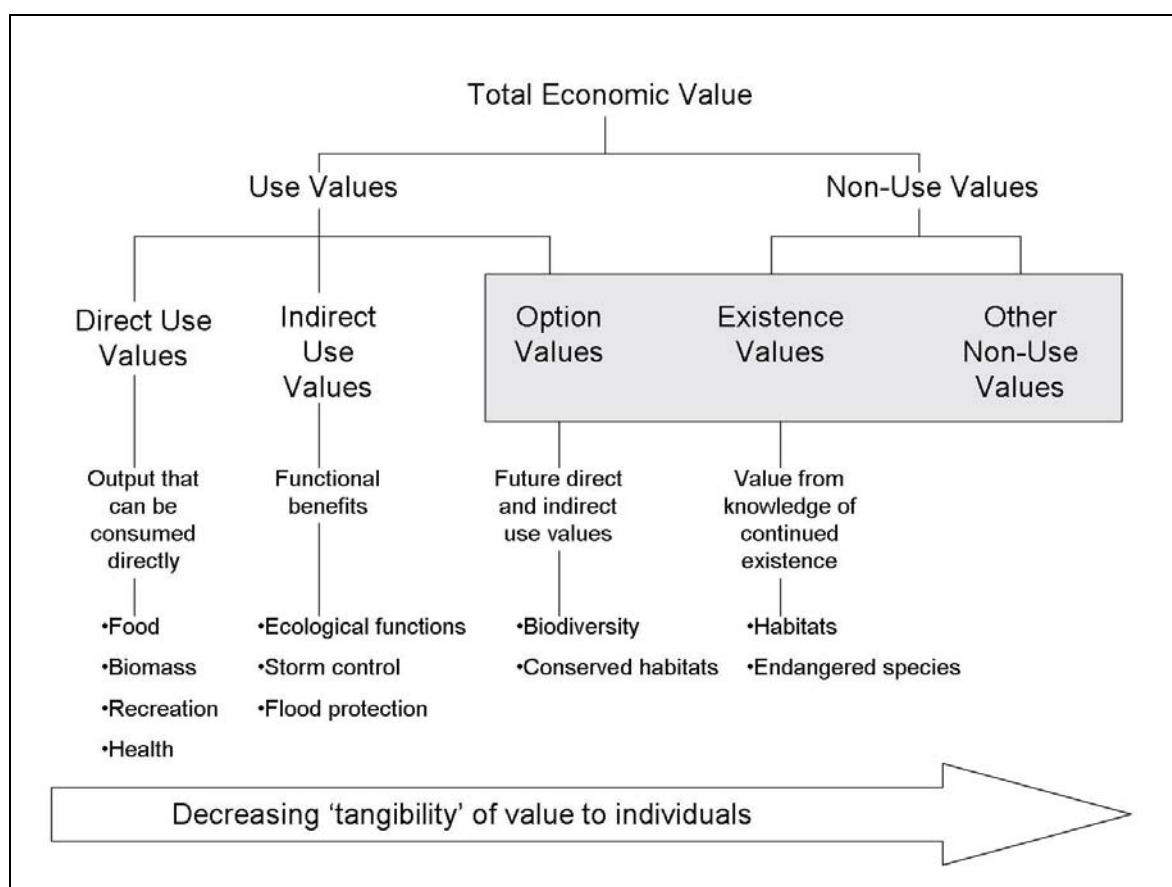 Total Economic Value
Use Values
Non-Use Values
Direct Use
Values
Indirect
Use
Values
Option
Values
Existence
Values
Other
Non-Use
Values
Output that
can be
consumed
directly
Functional
benefits
Future direct
and indirect
use values
Value from
knowledge of
continued
existence
•Food
•Biomass
•Recreation
•Health
•Ecological functions
•Storm control
•Flood protection
•Biodiversity
•Conserved habitats
•Habitats
•Endangered species
Decreasing ‘tangibility’ of value to individuals